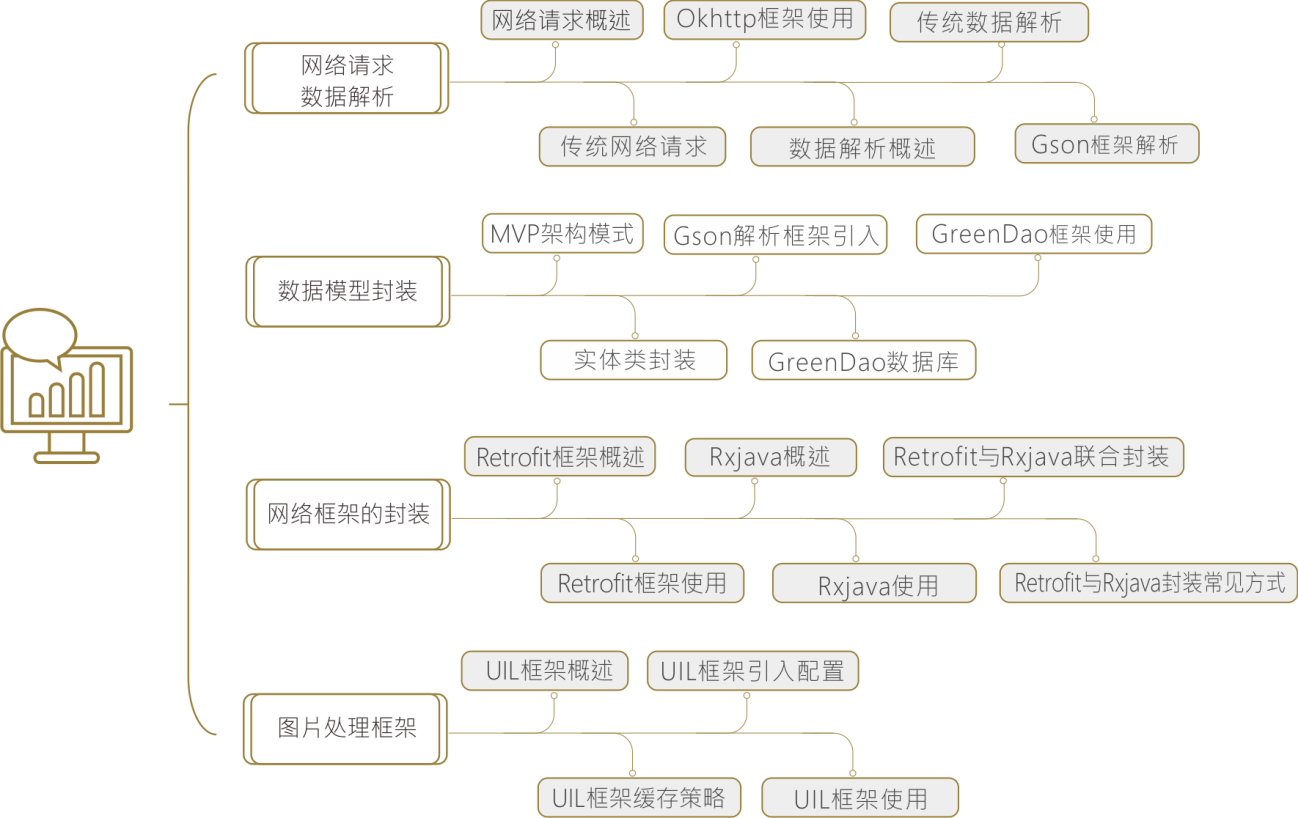 网络请求概述
Okhttp框架使用
传统数据解析
网络请求
数据解析
传统网络请求
数据解析概述
Gson框架解析
MVP架构模式
Gson解析框架引入
GreenDao框架使用
数据模型封装
实体类封装
GreenDao数据库
Retrofit框架概述
Rxjava概述
Retrofit与Rxjava联合封装
网络框架的封装
Retrofit框架使用
Rxjava使用
Retrofit与Rxjava封装常见方式
UIL框架概述
UIL框架引入配置
图片处理框架
UIL框架缓存策略
UIL框架使用